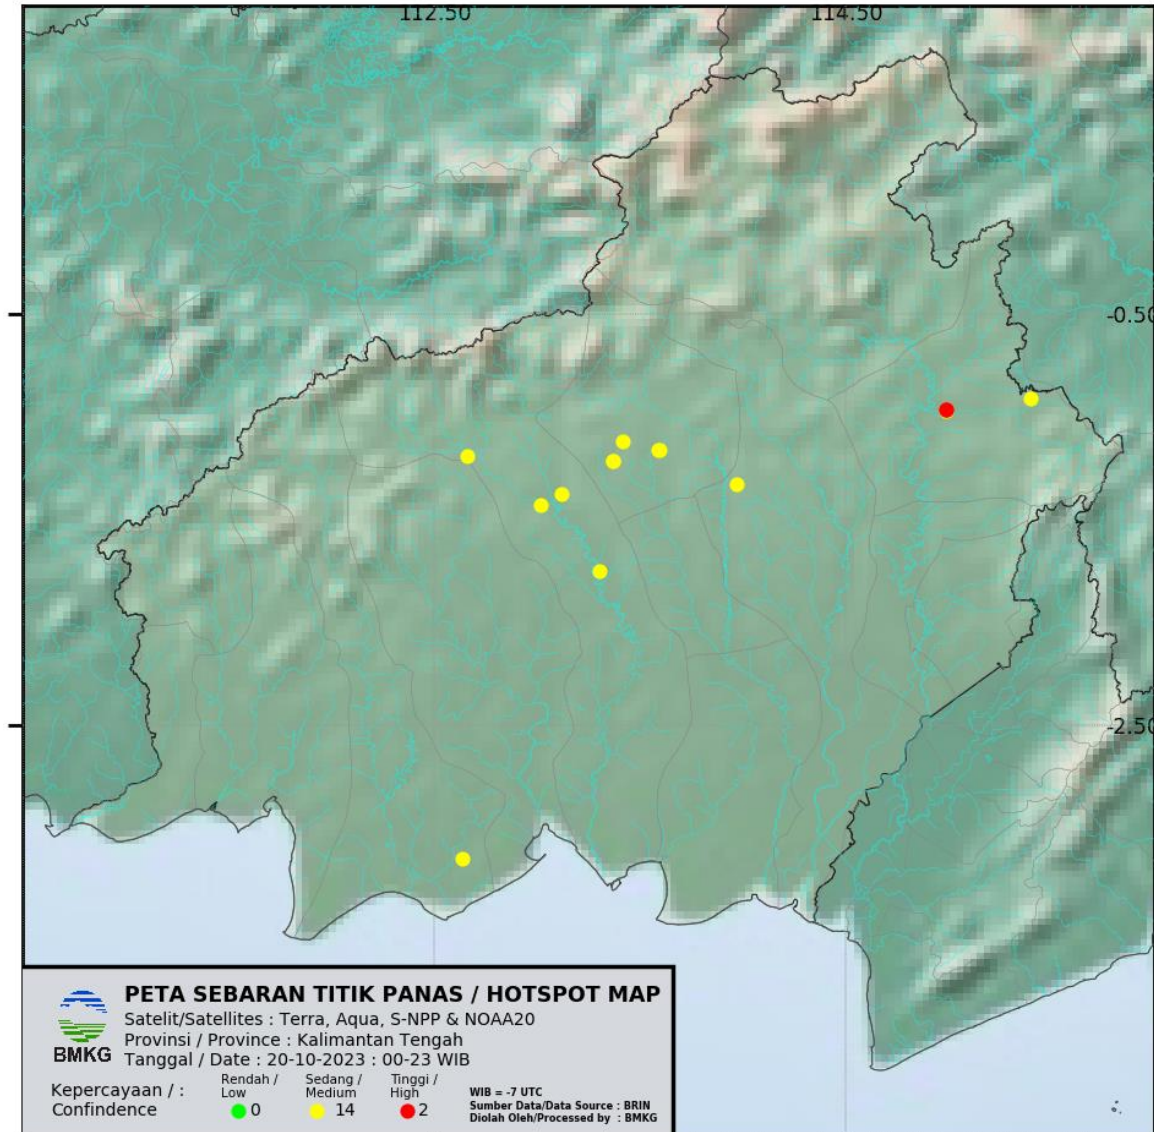 112.50 114.50
-0.50
-2.50
PETA SEBARAN TITIK PANAS / HOTSPOT MAP
Satelit/Satellites : Terra, Aqua, S-NPP & NOAA20
Provinsi / Province : Kalimantan Tengah
Tanggal / Date : 20-10-2023 : 00-23 WIB
BMKG
Kepercayaan / :
Confindence
Rendah /
Low
0
Sedang /
Medium
14
Tinggi /
High
2
WIB = -7 UTC
Sumber Data/Data Source : BRIN
Diolah Oleh/Processed by : BMKG